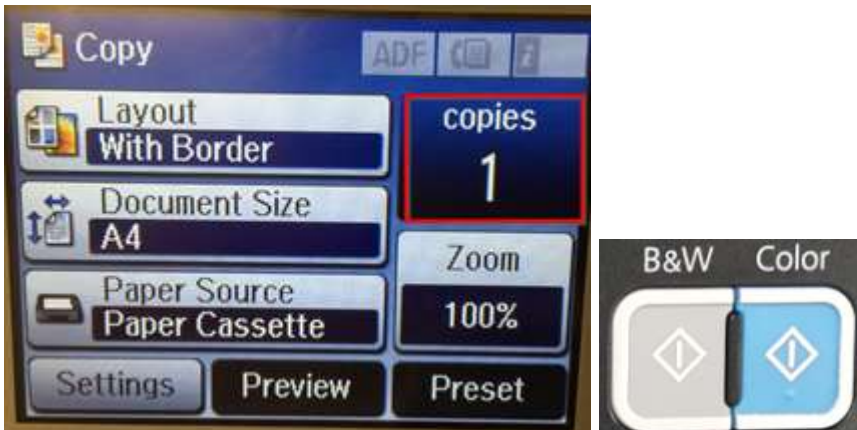 Copy
ADF
Layout
With Border
copies
1
Document Size
A4
Zoom
100%
Paper Source
Paper Cassette
Settings
Preview
Preset
B&W Color